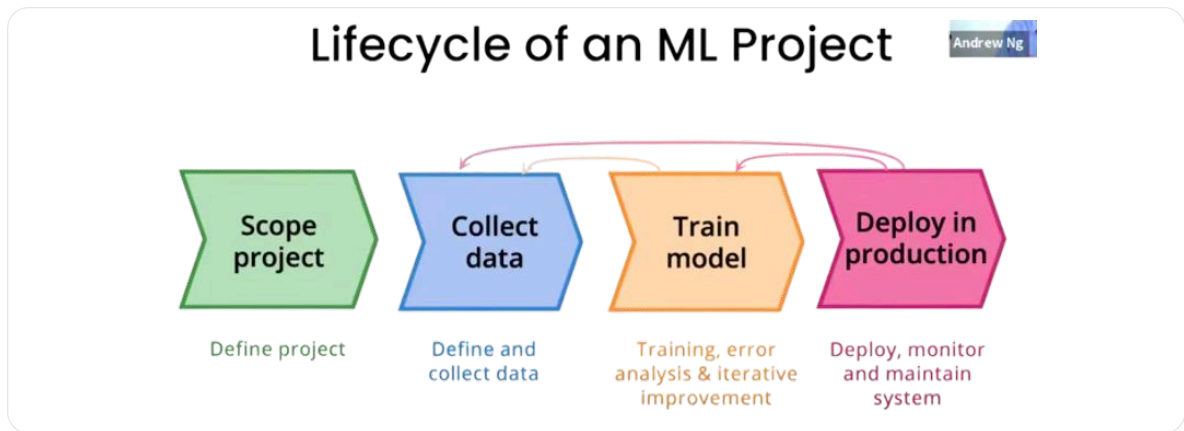 Lifecycle of an ML Project
Andrew Ng
Scope
project
Collect
data
Train
model
Deploy in
production
Define project
Define and
collect data
Training, error
analysis & iterative
improvement
Deploy, monitor
and maintain
system